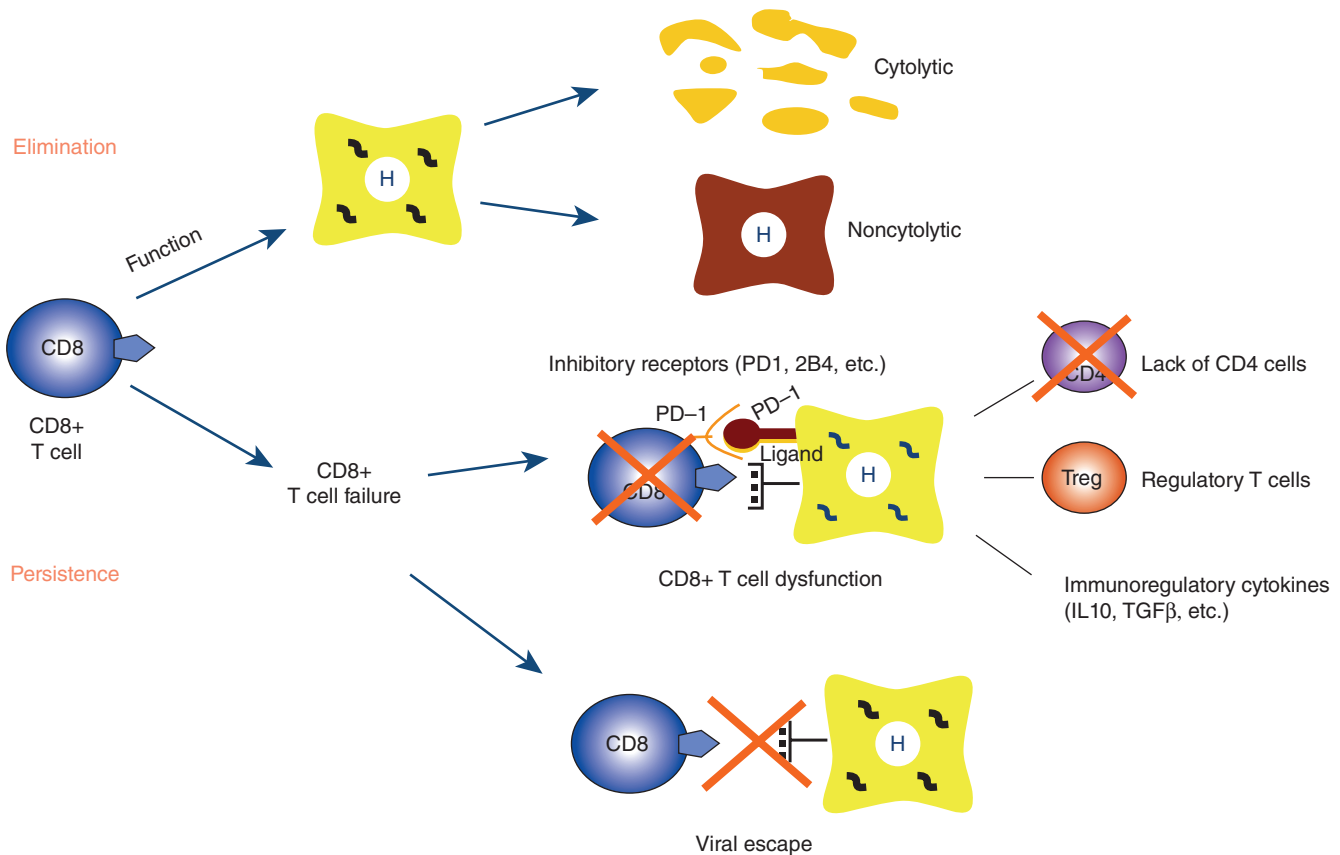 Cytolytic
Elimination
H
Function
H
Noncytolytic
CD8
CD8+
T cell
Inhibitory receptors (PD1, 2B4, etc.)
CD4
Lack of CD4 cells
PD–1
PD–1
Ligand
CD8+
T cell failure
CD8
H
Treg
Regulatory T cells
Persistence
CD8+ T cell dysfunction
Immunoregulatory cytokines
(IL10, TGFβ, etc.)
CD8
H
Viral escape